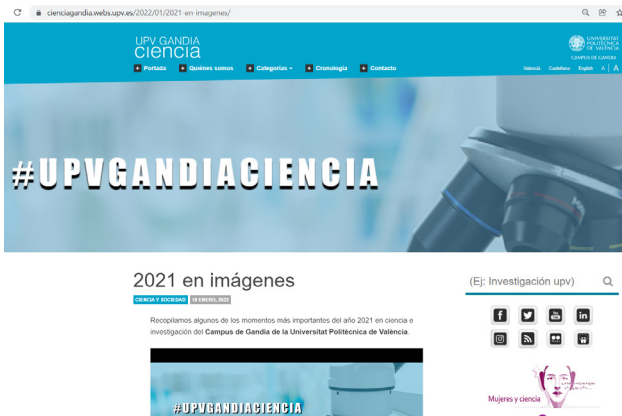 cienciagandia.webs.upv.es/2022/01/2021-en-imagenes/
UPV GANDIA
ciencia
UNIVERSITAT
POLITÈCNICA
DE VALÈNCIA
CAMPUS DE GANDIA
Portada Quiénes somos Categorías Cronología Contacto
Valencià Castellano English A A
#UPVGANDIACIENCIA
2021 en imágenes
(Ej: Investigación upv)
CIENCIA Y SOCIEDAD 18 ENERO, 2022
Recopilamos algunos de los momentos más importantes del año 2021 en ciencia e
investigación del Campus de Gandia de la Universitat Politècnica de València.
#UPVGANDIACIENCIA
Mujeres y ciencia